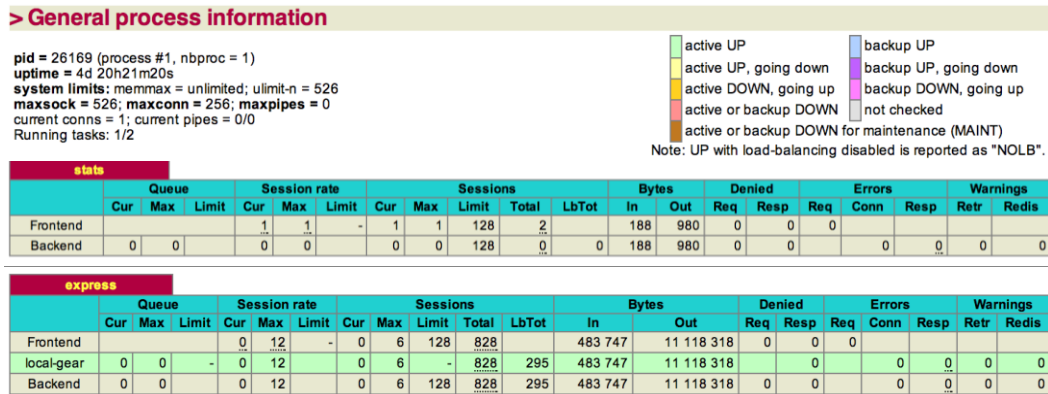 > General process information
pid = 26169 (process #1, nbproc = 1)
uptime = 4d 20h21m20s
system limits: memmax = unlimited; ulimit-n = 526
maxsock = 526; maxconn = 256; maxpipes = 0
current conns = 1; current pipes = 0/0
Running tasks: 1/2
active UP backup UP
active UP, going down backup UP, going down
active DOWN, going up backup DOWN, going up
active or backup DOWN not checked
active or backup DOWN for maintenance (MAINT)
Note: UP with load-balancing disabled is reported as "NOLB".
stats
Queue Session rate Sessions Bytes Denied Errors Warnings
Cur Max Limit Cur Max Limit Cur Max Limit Total LbTot In Out Req Resp Req Conn Resp Retr Redis
Frontend 1 1 - 1 1 128 2 188 980 0 0 0
Backend 0 0 0 0 0 0 128 0 0 188 980 0 0 0 0 0 0
express
Queue Session rate Sessions Bytes Denied Errors Warnings
Cur Max Limit Cur Max Limit Cur Max Limit Total LbTot In Out Req Resp Req Conn Resp Retr Redis
Frontend 0 12 - 0 6 128 828 483 747 11 118 318 0 0 0
local-gear 0 0 - 0 12 0 6 - 828 295 483 747 11 118 318 0 0 0 0 0
Backend 0 0 0 12 0 6 128 828 295 483 747 11 118 318 0 0 0 0 0 0